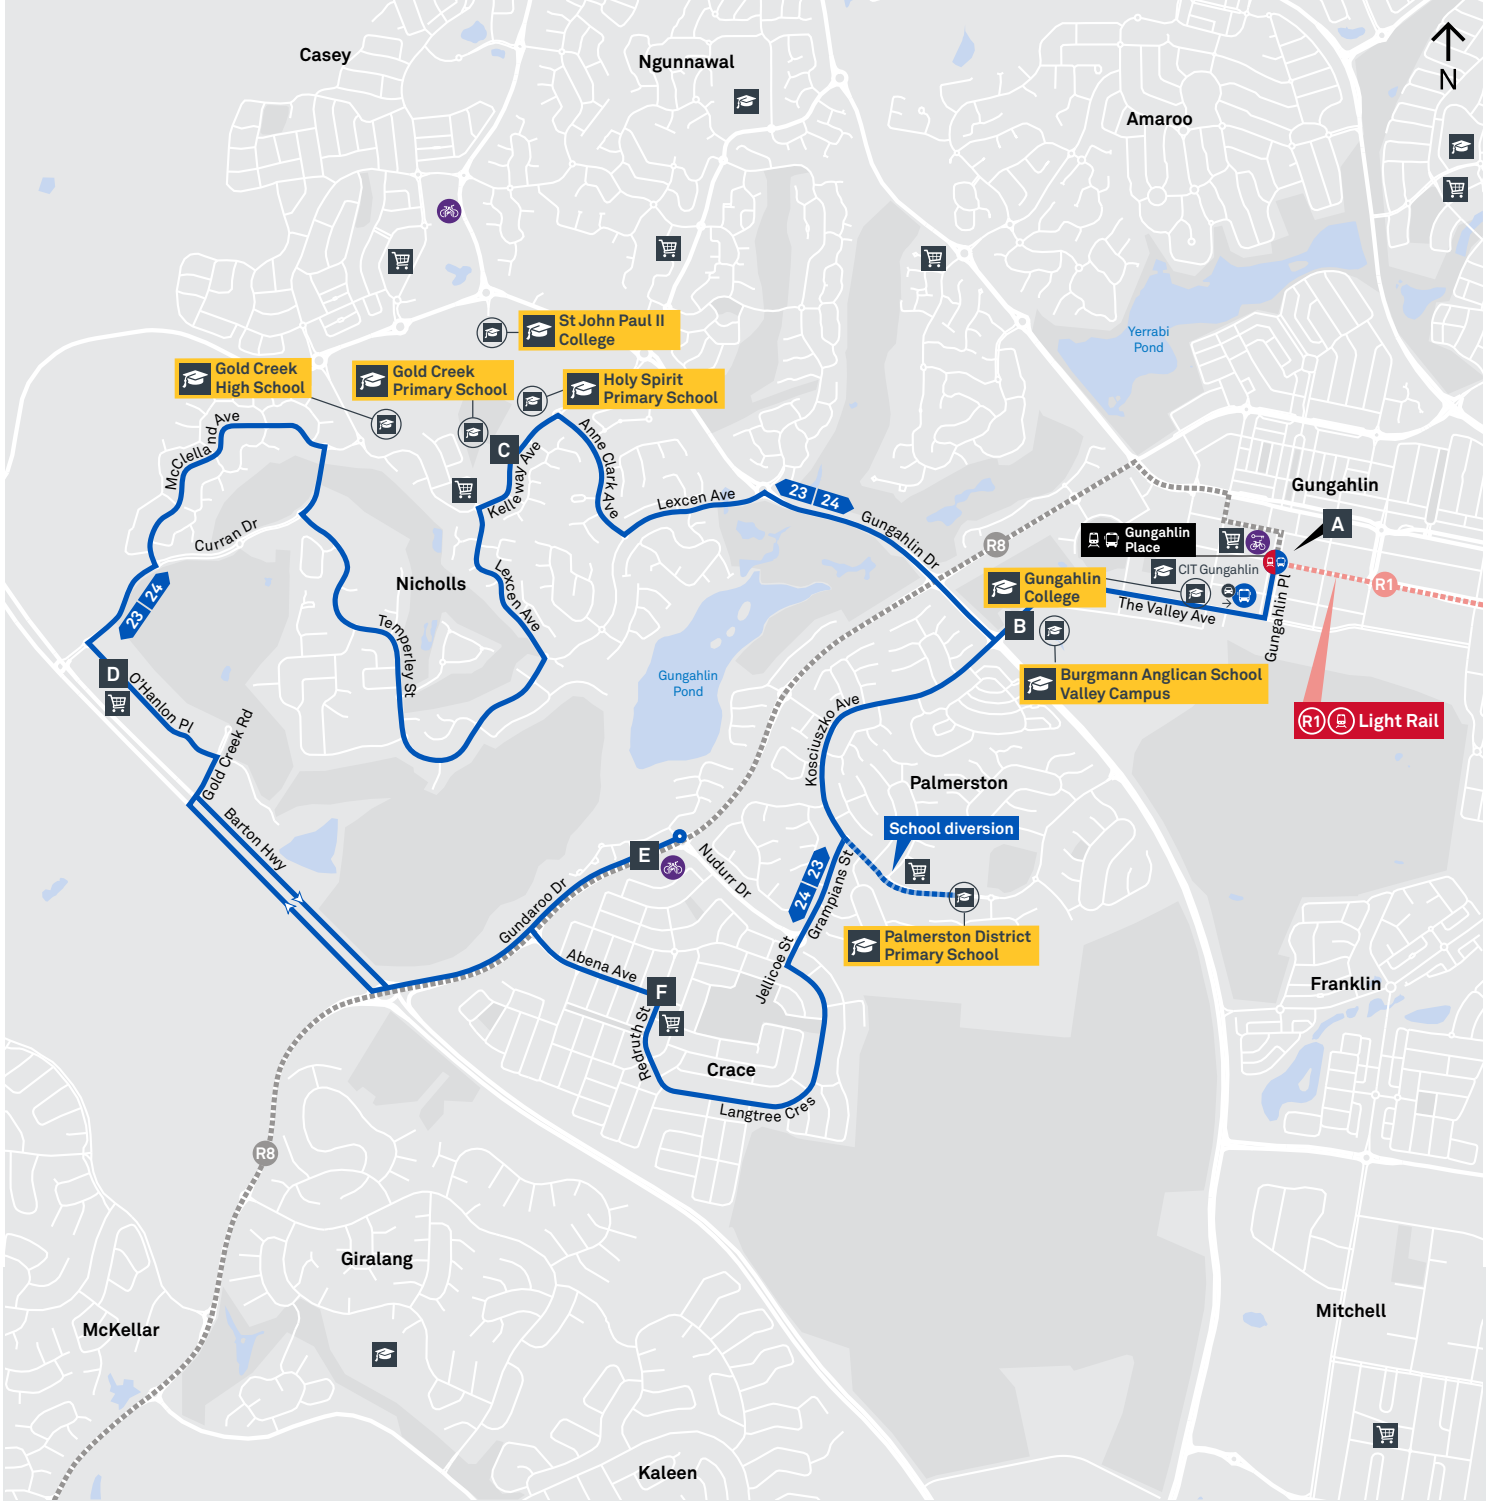 Casey
Ngunnawal
Amaroo
N
Yerrabi
Pond
St John Paul II
College
Gold Creek
High School
Gold Creek
Primary School
Holy Spirit
Primary School
McClelland Ave
C
Kelleway Ave
Anne Clark Ave
Lexcen Ave
23 24
Gungahlin Dr
Gungahlin
A
R8
Gungahlin
Place
CIT Gungahlin
R1
Gungahlin
College
The Valley Ave
Gungahlin Pl
B
Burgmann Anglican School
Valley Campus
R1 Light Rail
Curran Dr
Nicholls
Lexcen Ave
23 24
Temperley St
D
O'Hanlon Pl
Gold Creek Rd
Barton Hwy
Gungahlin
Pond
Kosciuszko Ave
Palmerston
School diversion
E
Nudurr Dr
24 23
Grampians St
Gundaroo Dr
Palmerston District
Primary School
Abena Ave
Jellicoe St
F
Redruth St
Crace
Langtree Cres
Franklin
R8
Giralang
McKellar
Mitchell
Kaleen